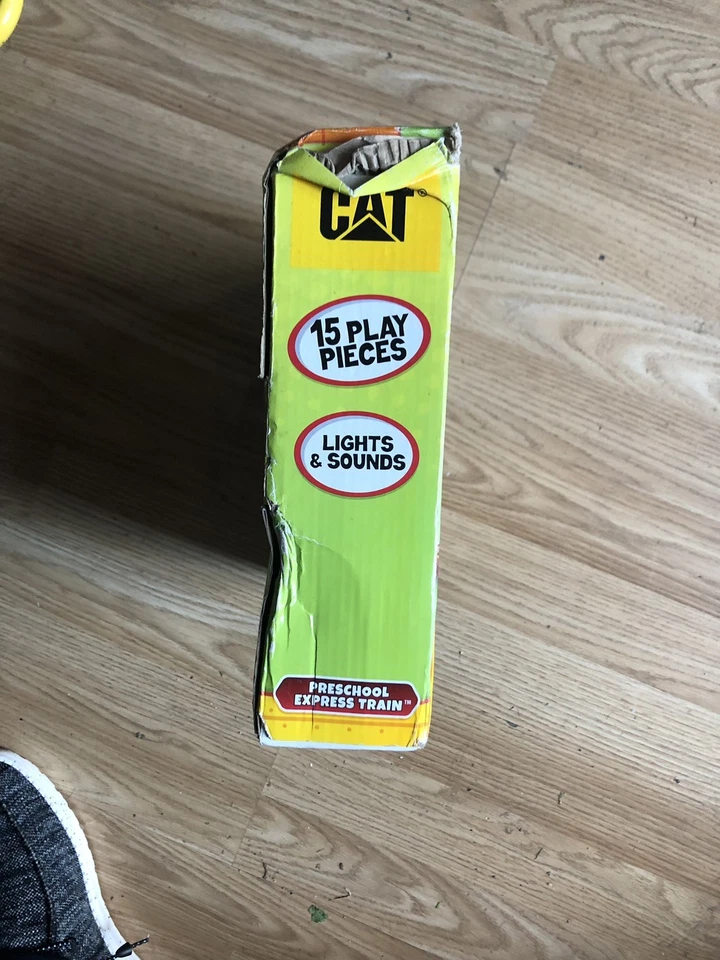 CAT®
15 PLAY
PIECES
LIGHTS
& SOUNDS
PRESCHOOL
EXPRESS TRAIN™